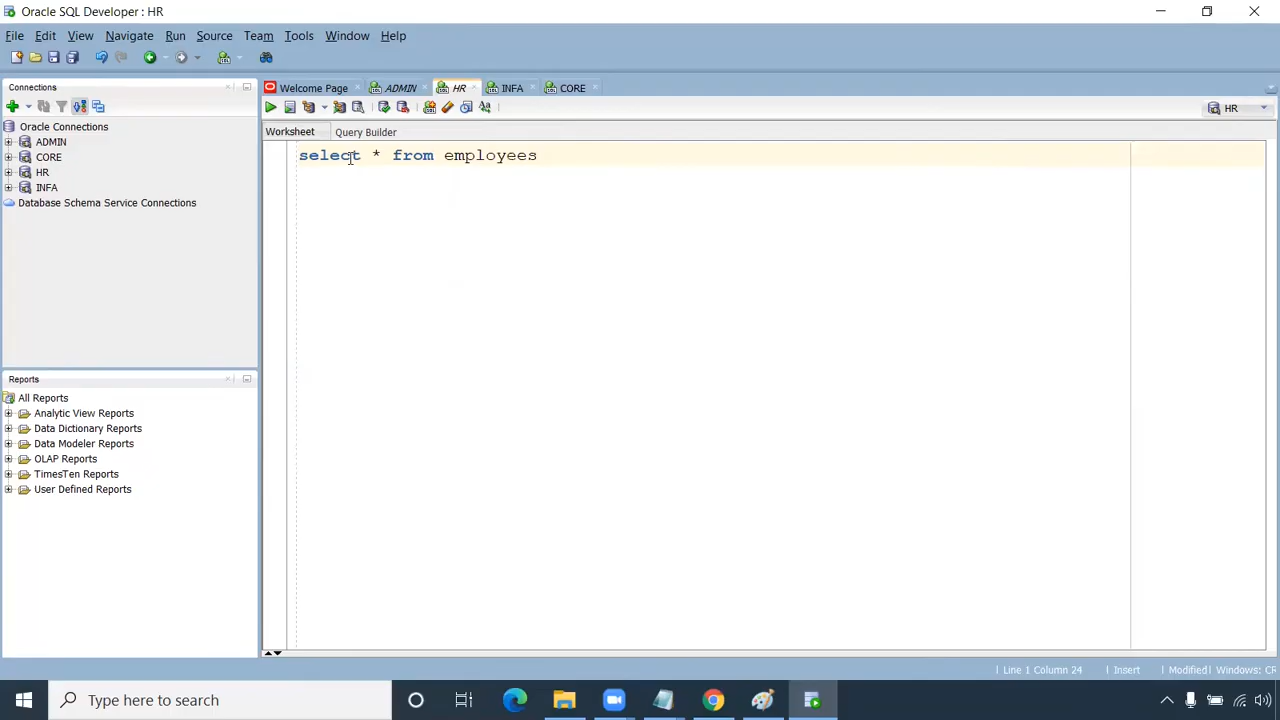 Oracle SQL Developer : HR
File Edit View Navigate Run Source Team Tools Window Help
Connections
Oracle Connections
ADMIN
CORE
HR
INFA
Database Schema Service Connections
Reports
All Reports
Analytic View Reports
Data Dictionary Reports
Data Modeler Reports
OLAP Reports
TimesTen Reports
User Defined Reports
Welcome Page ADMIN HR INFA CORE
HR
Worksheet Query Builder
select * from employees
Line 1 Column 24 Insert Modified Windows: CR
Type here to search